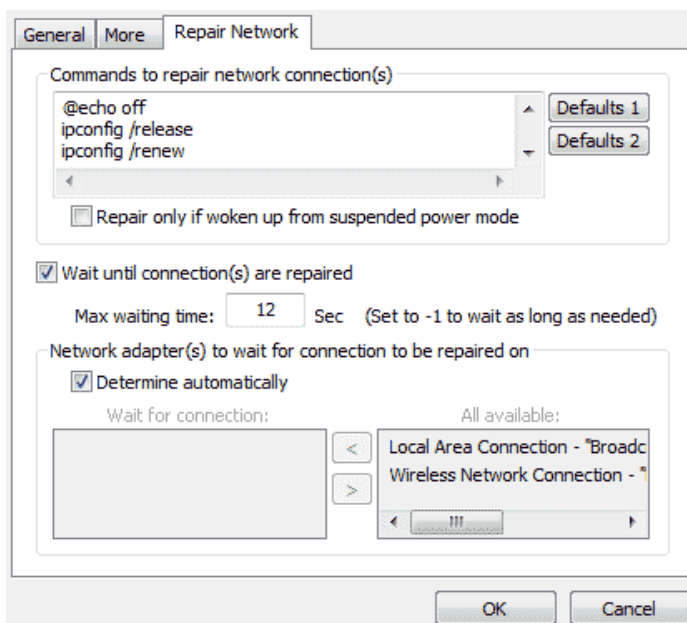 General More Repair Network
Commands to repair network connection(s)
@echo off
ipconfig /release
ipconfig /renew
Defaults 1
Defaults 2
Repair only if woken up from suspended power mode
Wait until connection(s) are repaired
Max waiting time: 12 Sec (Set to -1 to wait as long as needed)
Network adapter(s) to wait for connection to be repaired on
Determine automatically
Wait for connection:
<
>
All available:
Local Area Connection - "Broadc
Wireless Network Connection - "
OK Cancel